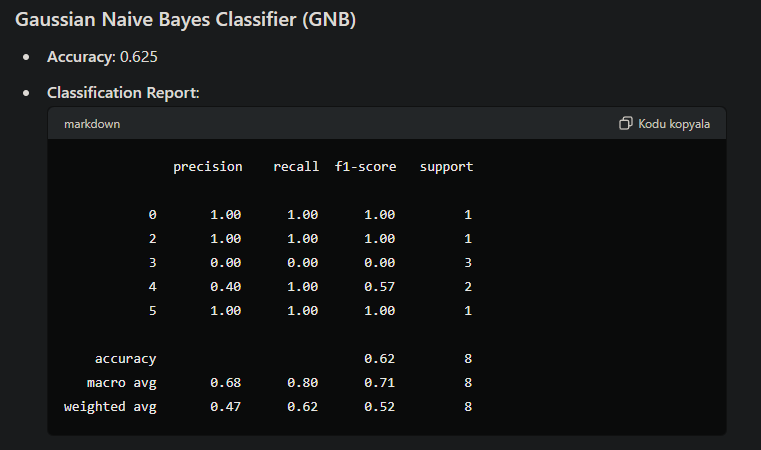 Gaussian Naive Bayes Classifier (GNB)
Accuracy: 0.625
Classification Report:
markdown Kodu kopyala
precision recall f1-score support
0 1.00 1.00 1.00 1
2 1.00 1.00 1.00 1
3 0.00 0.00 0.00 3
4 0.40 1.00 0.57 2
5 1.00 1.00 1.00 1
accuracy 0.62 8
macro avg 0.68 0.80 0.71 8
weighted avg 0.47 0.62 0.52 8